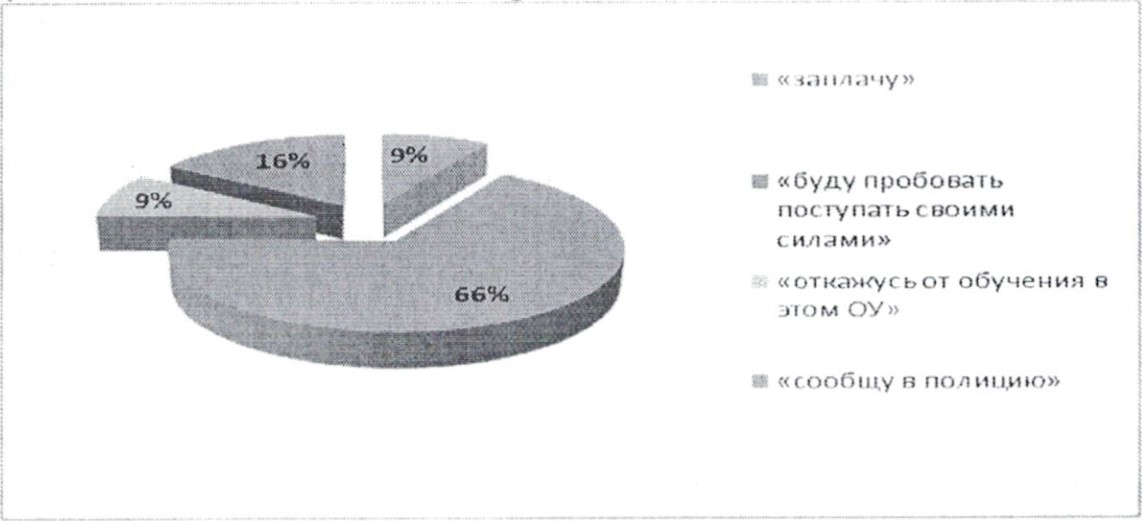 16%
9%
9%
66%
«заплачу»
«буду пробовать
поступать своими
силами»
«откажусь от обучения в
этом ОУ»
«сообщу в полицию»